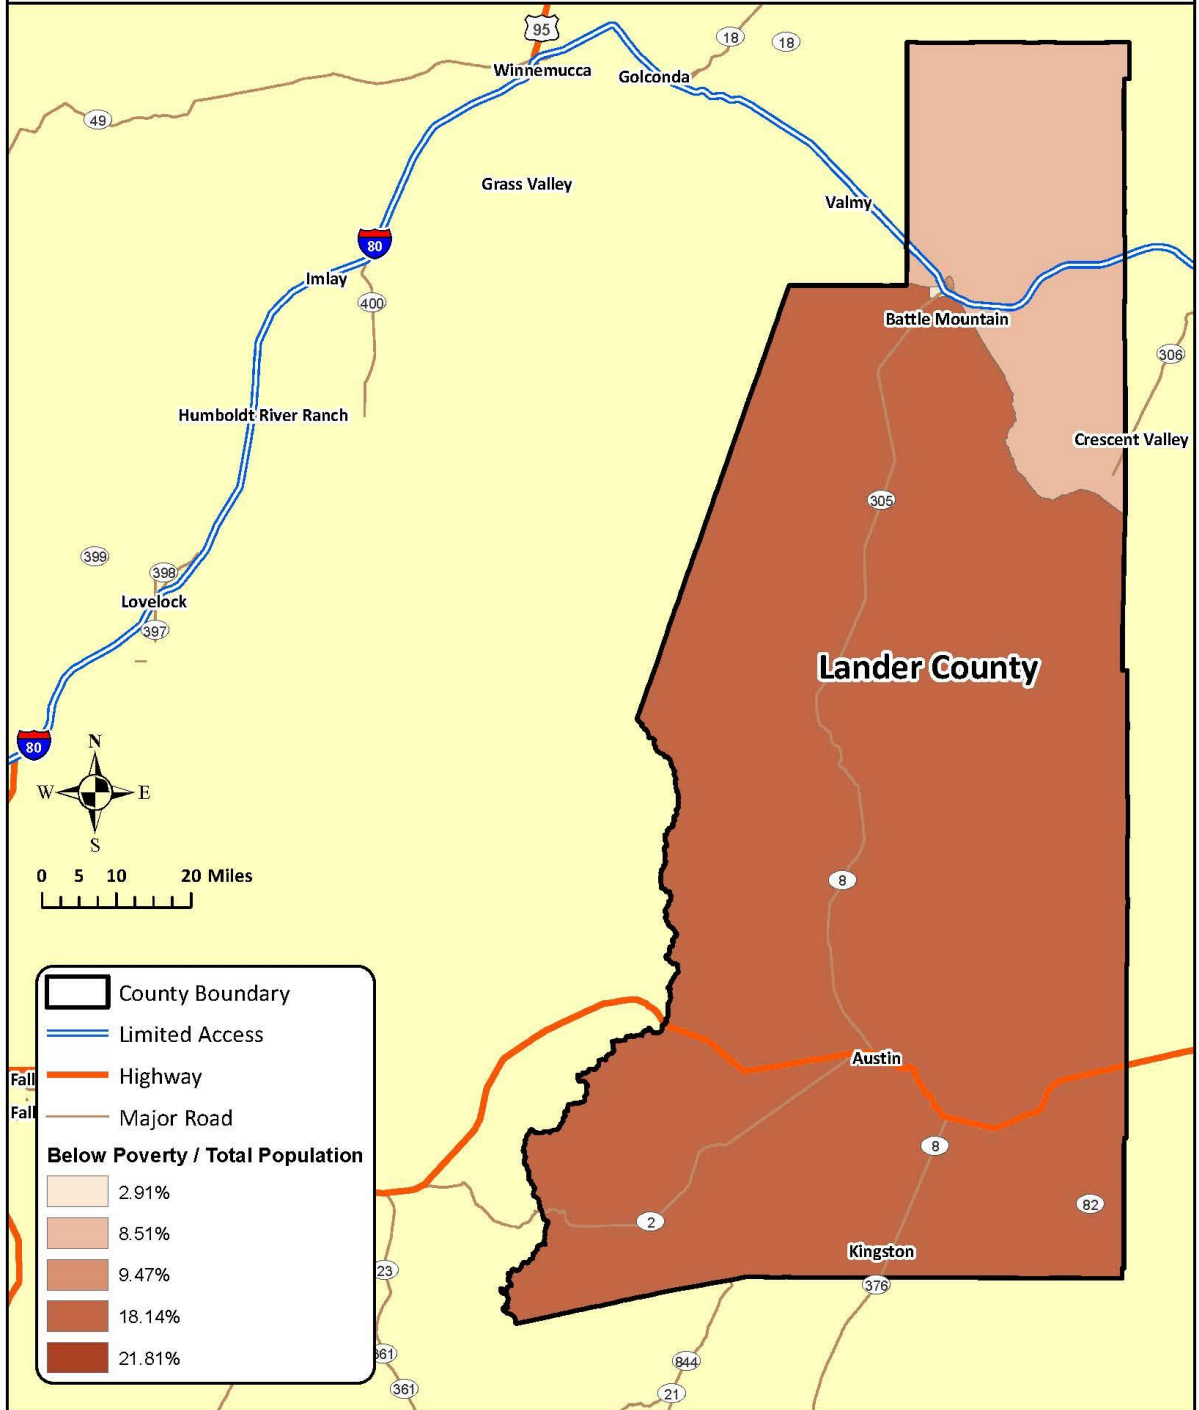 95
18
18
Winnemucca
Golconda
49
Grass Valley
Valmy
80
Imlay
400
Battle Mountain
306
Humboldt River Ranch
Crescent Valley
305
399
398
Lovelock
397
Lander County
80
N
W E
S
0 5 10 20 Miles
8
County Boundary
Limited Access
Highway
Major Road
Austin
Fall
Fall
Below Poverty / Total Population
2.91%
8.51%
9.47%
18.14%
21.81%
8
82
2
Kingston
23
376
361
844
361
21